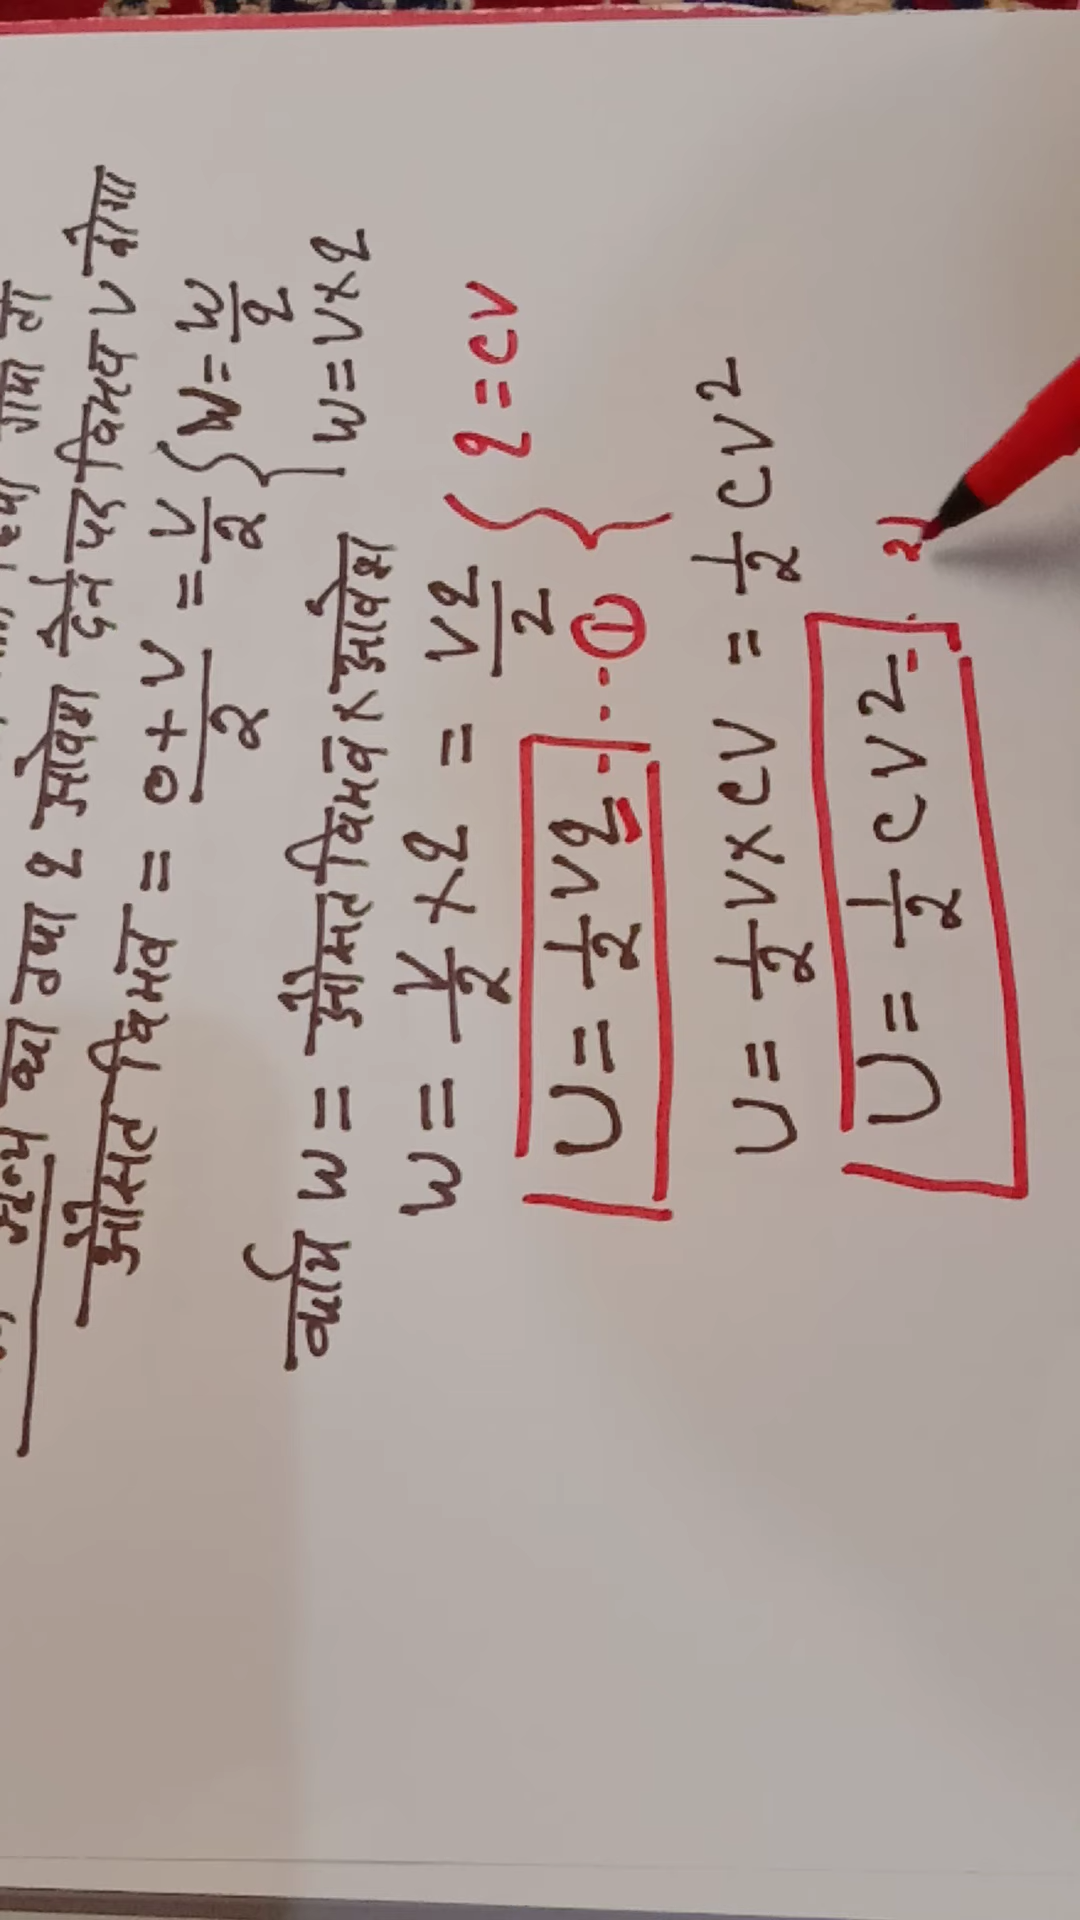 शून्य था तथा q आवेश देने पर विभव V होगा
औसत विभव = 0+V/2 = V/2 { W = W/q
W = V×q
कार्य W = औसत विभव × आवेश
W = V/2 × q = Vq/2 { q = CV
U = 1/2 Vq ---①
U = 1/2 V×CV = 1/2 CV²
U = 1/2 CV² --